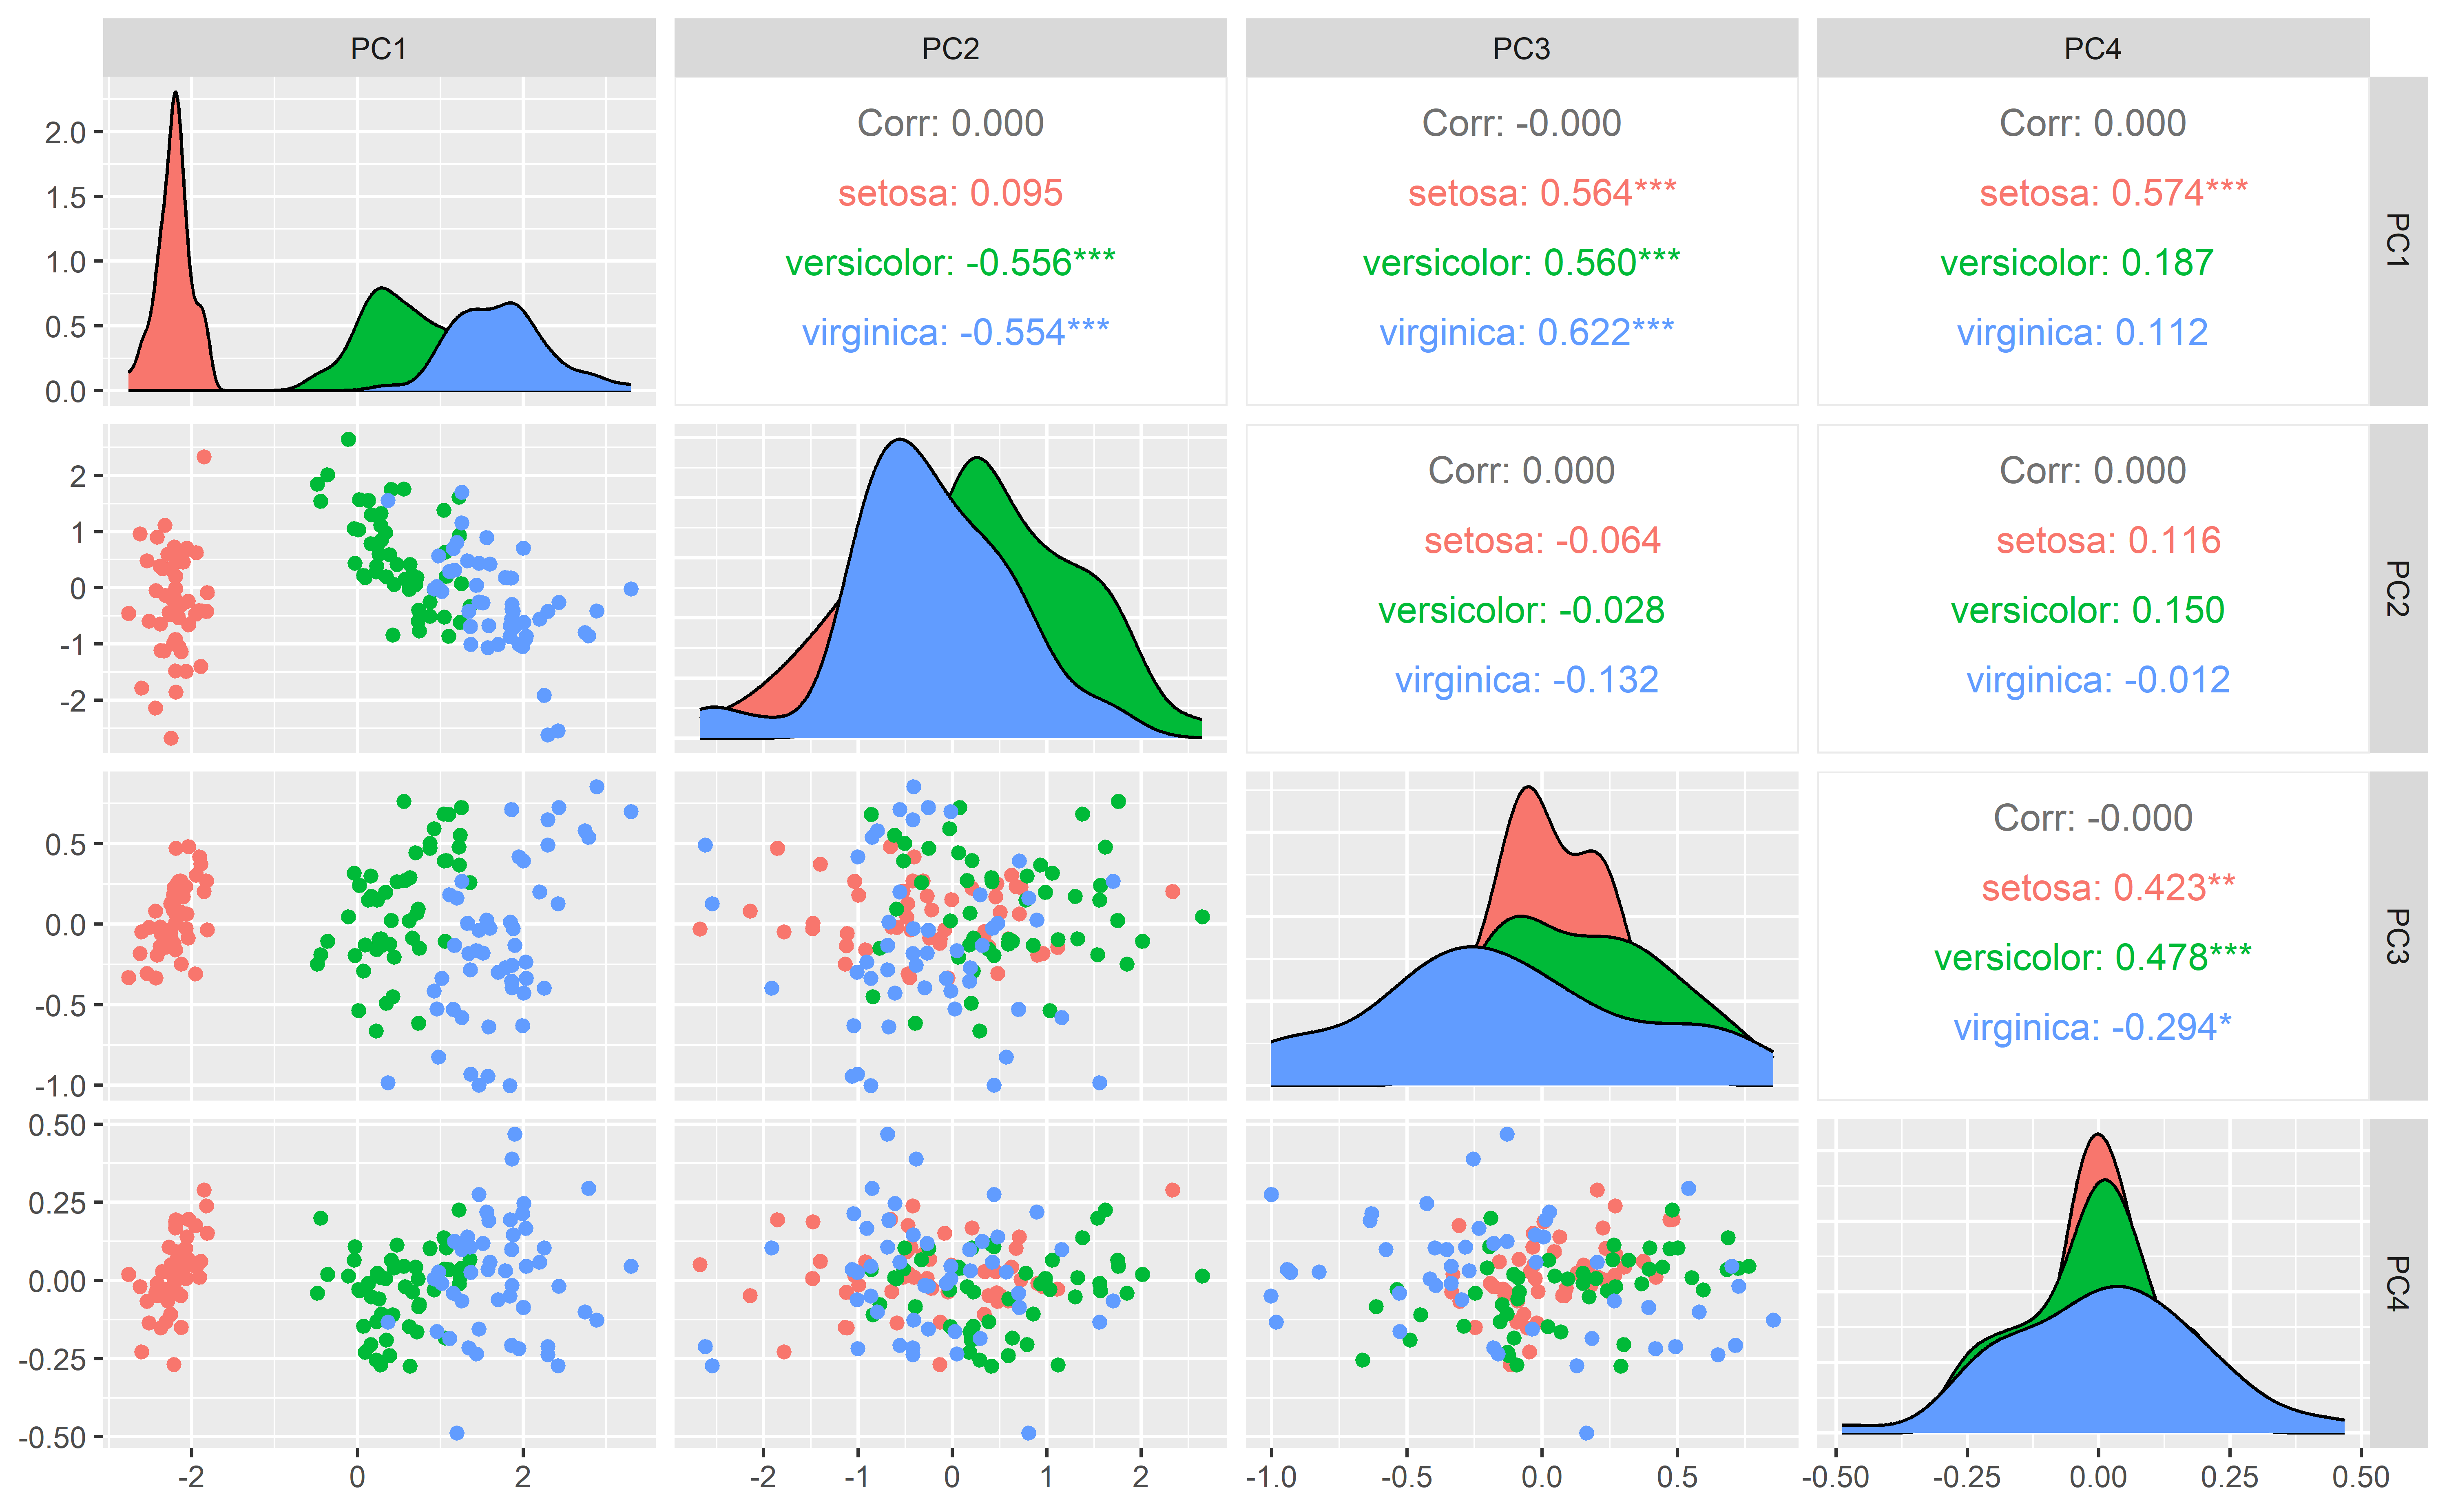 PC1 PC2 PC3 PC4
2.0
1.5
1.0
0.5
0.0
Corr: 0.000
setosa: 0.095
versicolor: -0.556***
virginica: -0.554***
Corr: -0.000
setosa: 0.564***
versicolor: 0.560***
virginica: 0.622***
Corr: 0.000
setosa: 0.574***
versicolor: 0.187
virginica: 0.112
PC1
2
1
0
-1
-2
Corr: 0.000
setosa: -0.064
versicolor: -0.028
virginica: -0.132
Corr: 0.000
setosa: 0.116
versicolor: 0.150
virginica: -0.012
PC2
0.5
0.0
-0.5
-1.0
Corr: -0.000
setosa: 0.423**
versicolor: 0.478***
virginica: -0.294*
PC3
0.50
0.25
0.00
-0.25
-0.50
PC4
-2 0 2
-2 -1 0 1 2
-1.0 -0.5 0.0 0.5
-0.50 -0.25 0.00 0.25 0.50